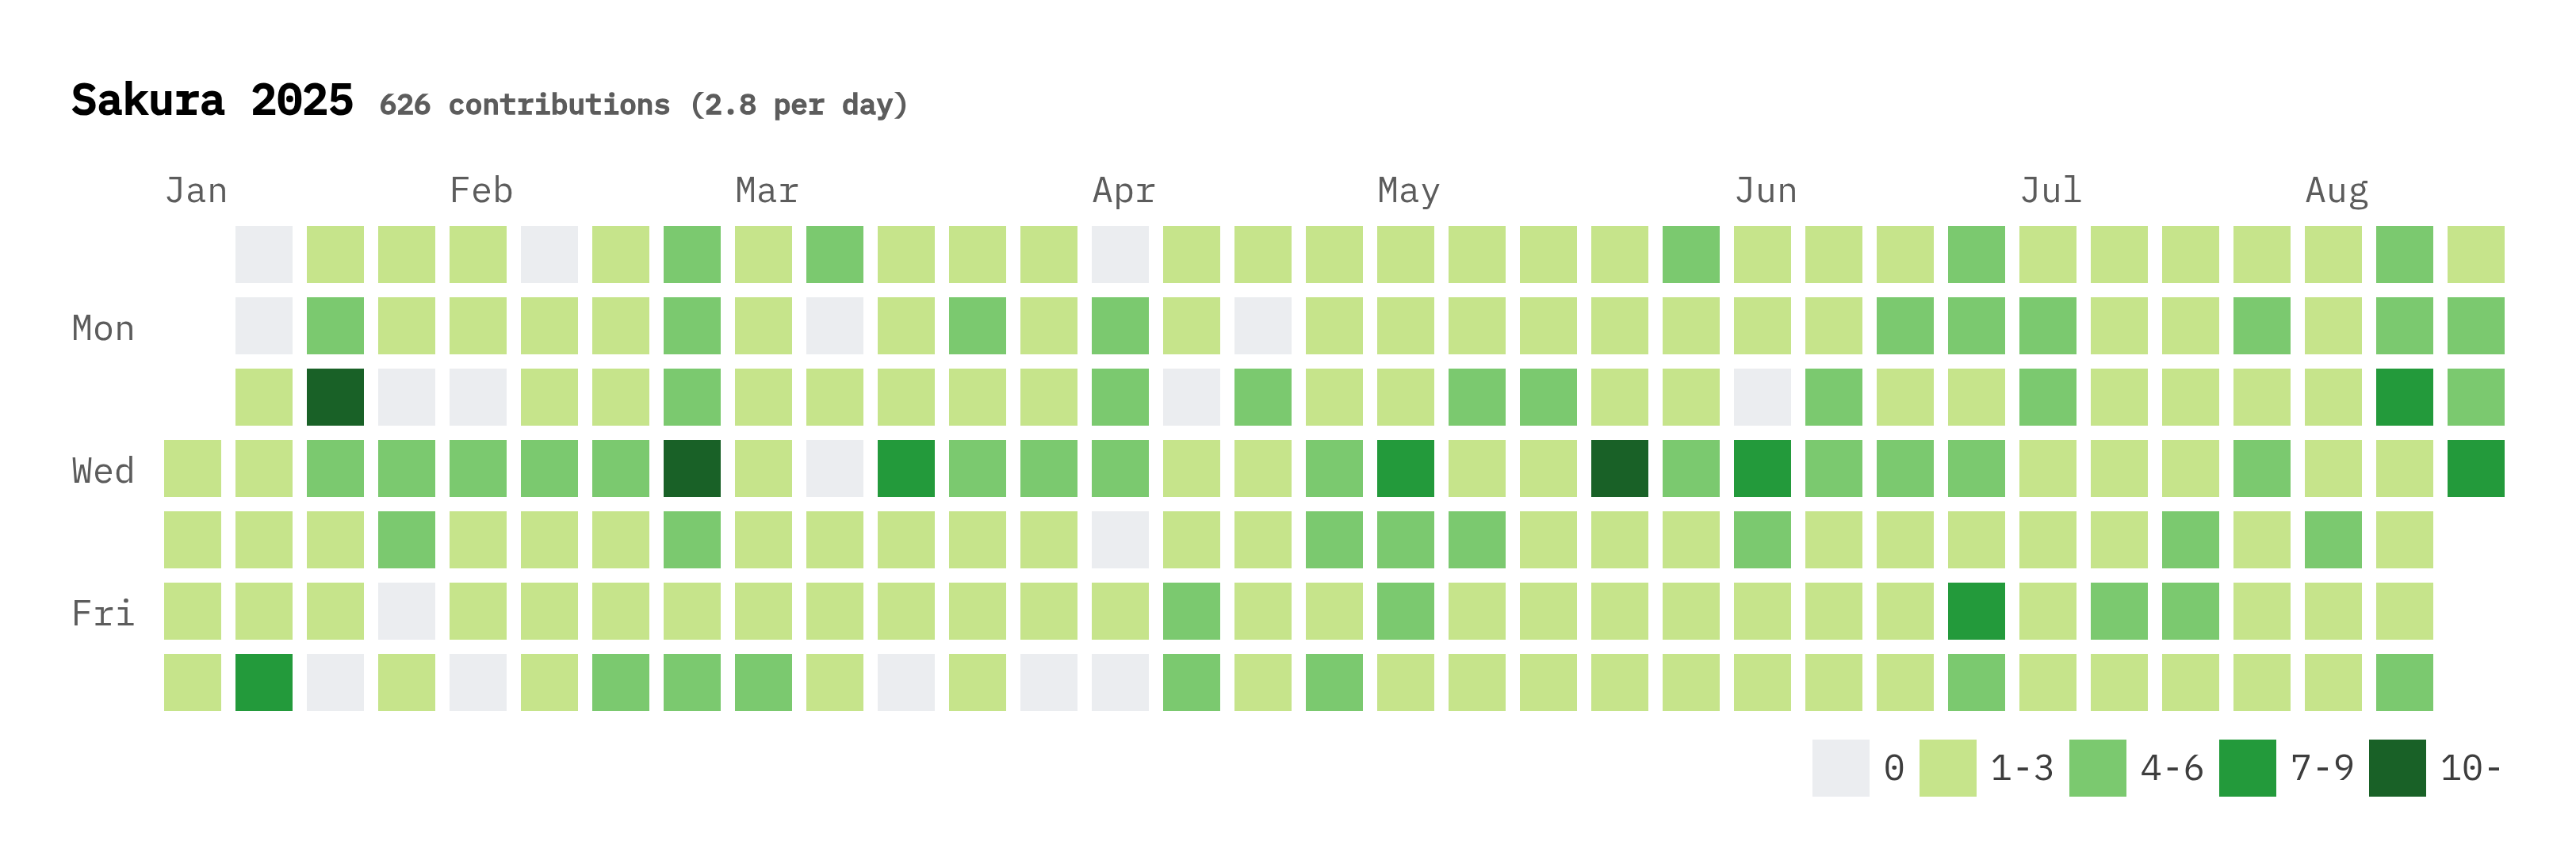 Sakura 2025 626 contributions (2.8 per day)
Jan Feb Mar Apr May Jun Jul Aug
Mon
Wed
Fri
0 1-3 4-6 7-9 10-